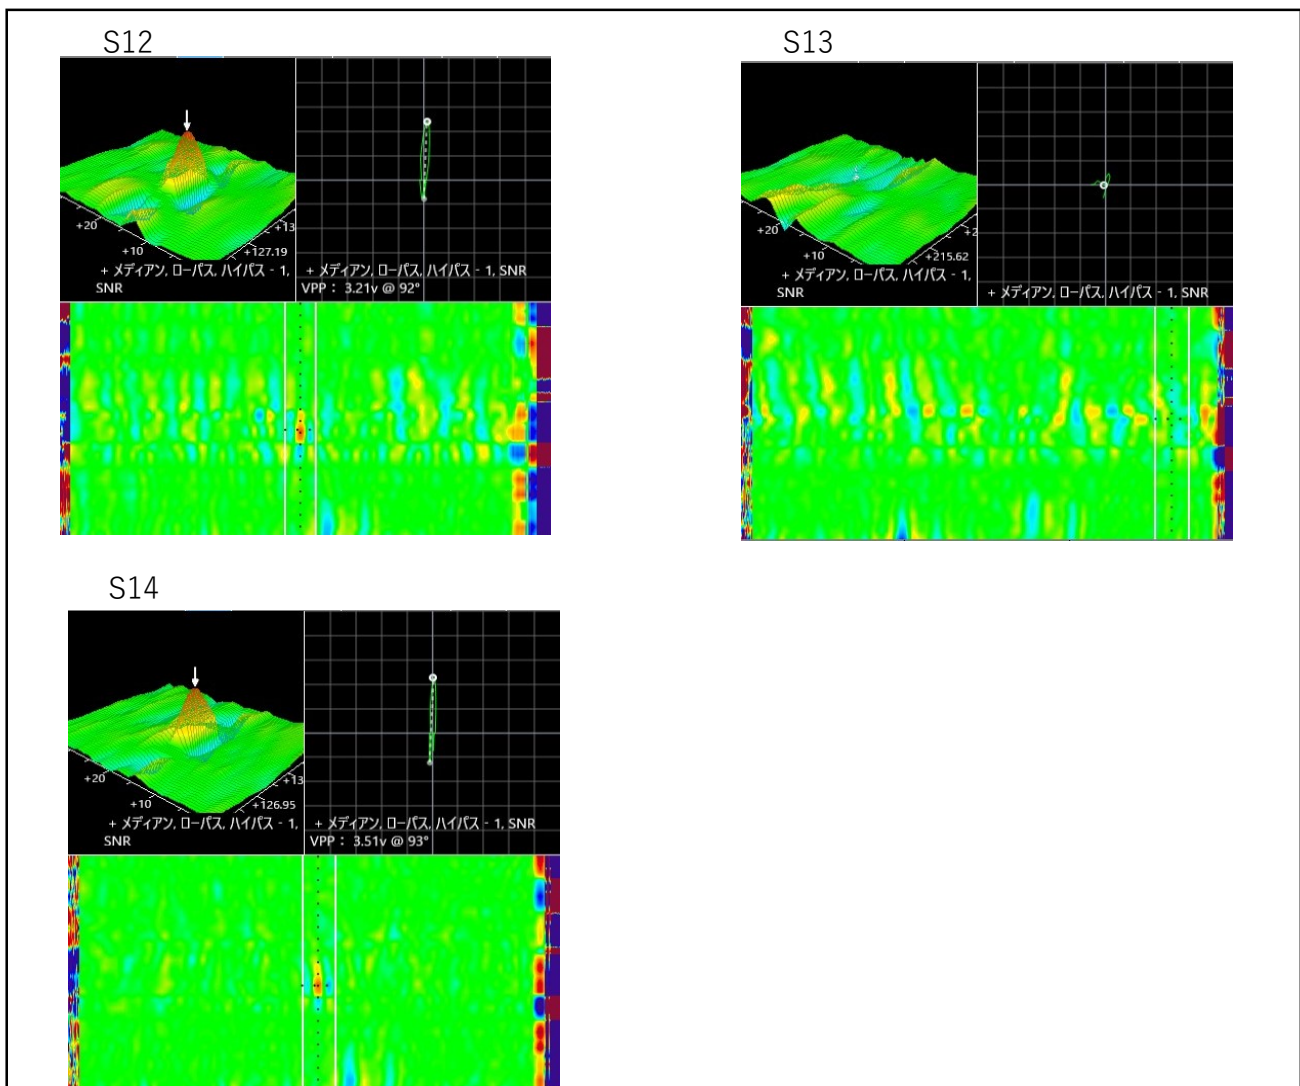 S12
+20
+10
+13
+127.19
+ メディアン, ローパス, ハイパス - 1,
SNR
+ メディアン, ローパス, ハイパス - 1, SNR
VPP： 3.21v @ 92°
S13
+20
+10
+2
+215.62
+ メディアン, ローパス, ハイパス - 1,
SNR
+ メディアン, ローパス, ハイパス - 1, SNR
S14
+20
+10
+13
+126.95
+ メディアン, ローパス, ハイパス - 1,
SNR
+ メディアン, ローパス, ハイパス - 1, SNR
VPP： 3.51v @ 93°